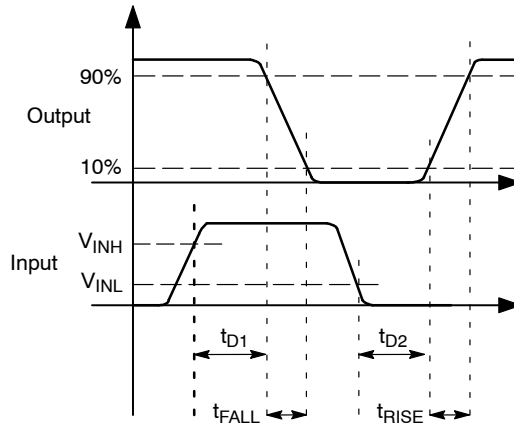 90%
Output
10%
V_INH
Input
V_INL
t_D1 t_D2
t_FALL t_RISE